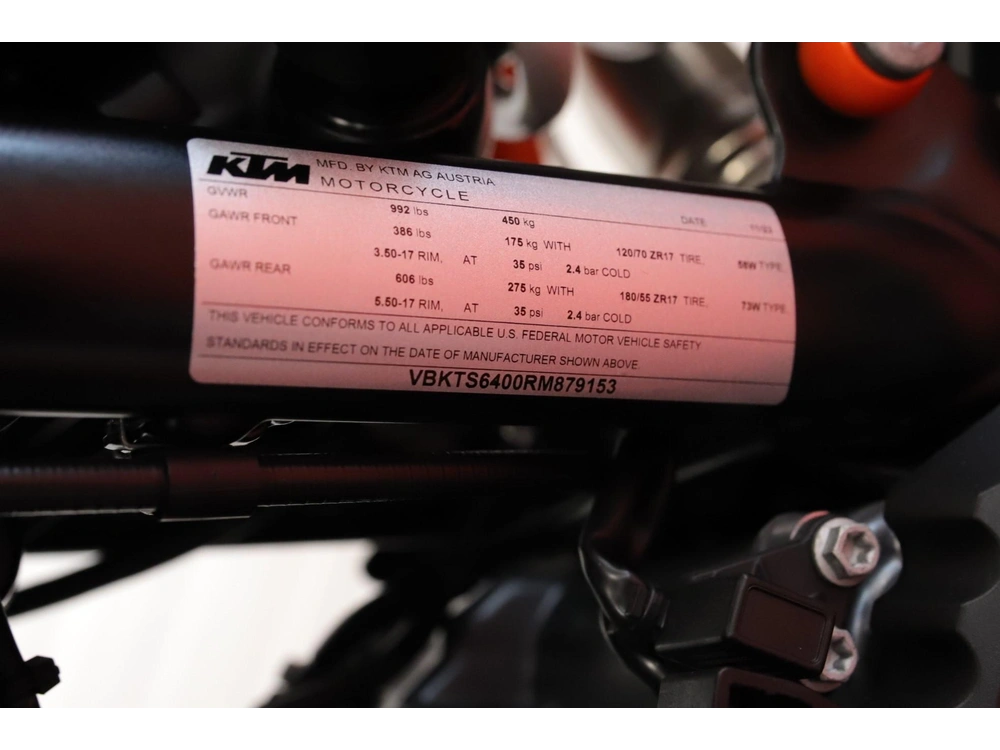 KTM MFD. BY KTM AG AUSTRIA
MOTORCYCLE
GVWR 992 lbs 450 kg DATE 11/23
GAWR FRONT 386 lbs 175 kg WITH 120/70 ZR17 TIRE, 58W TYPE,
3.50-17 RIM, AT 35 psi 2.4 bar COLD
GAWR REAR 606 lbs 275 kg WITH 180/55 ZR17 TIRE, 73W TYPE,
5.50-17 RIM, AT 35 psi 2.4 bar COLD
THIS VEHICLE CONFORMS TO ALL APPLICABLE U.S. FEDERAL MOTOR VEHICLE SAFETY
STANDARDS IN EFFECT ON THE DATE OF MANUFACTURER SHOWN ABOVE.
VBKTS6400RM879153